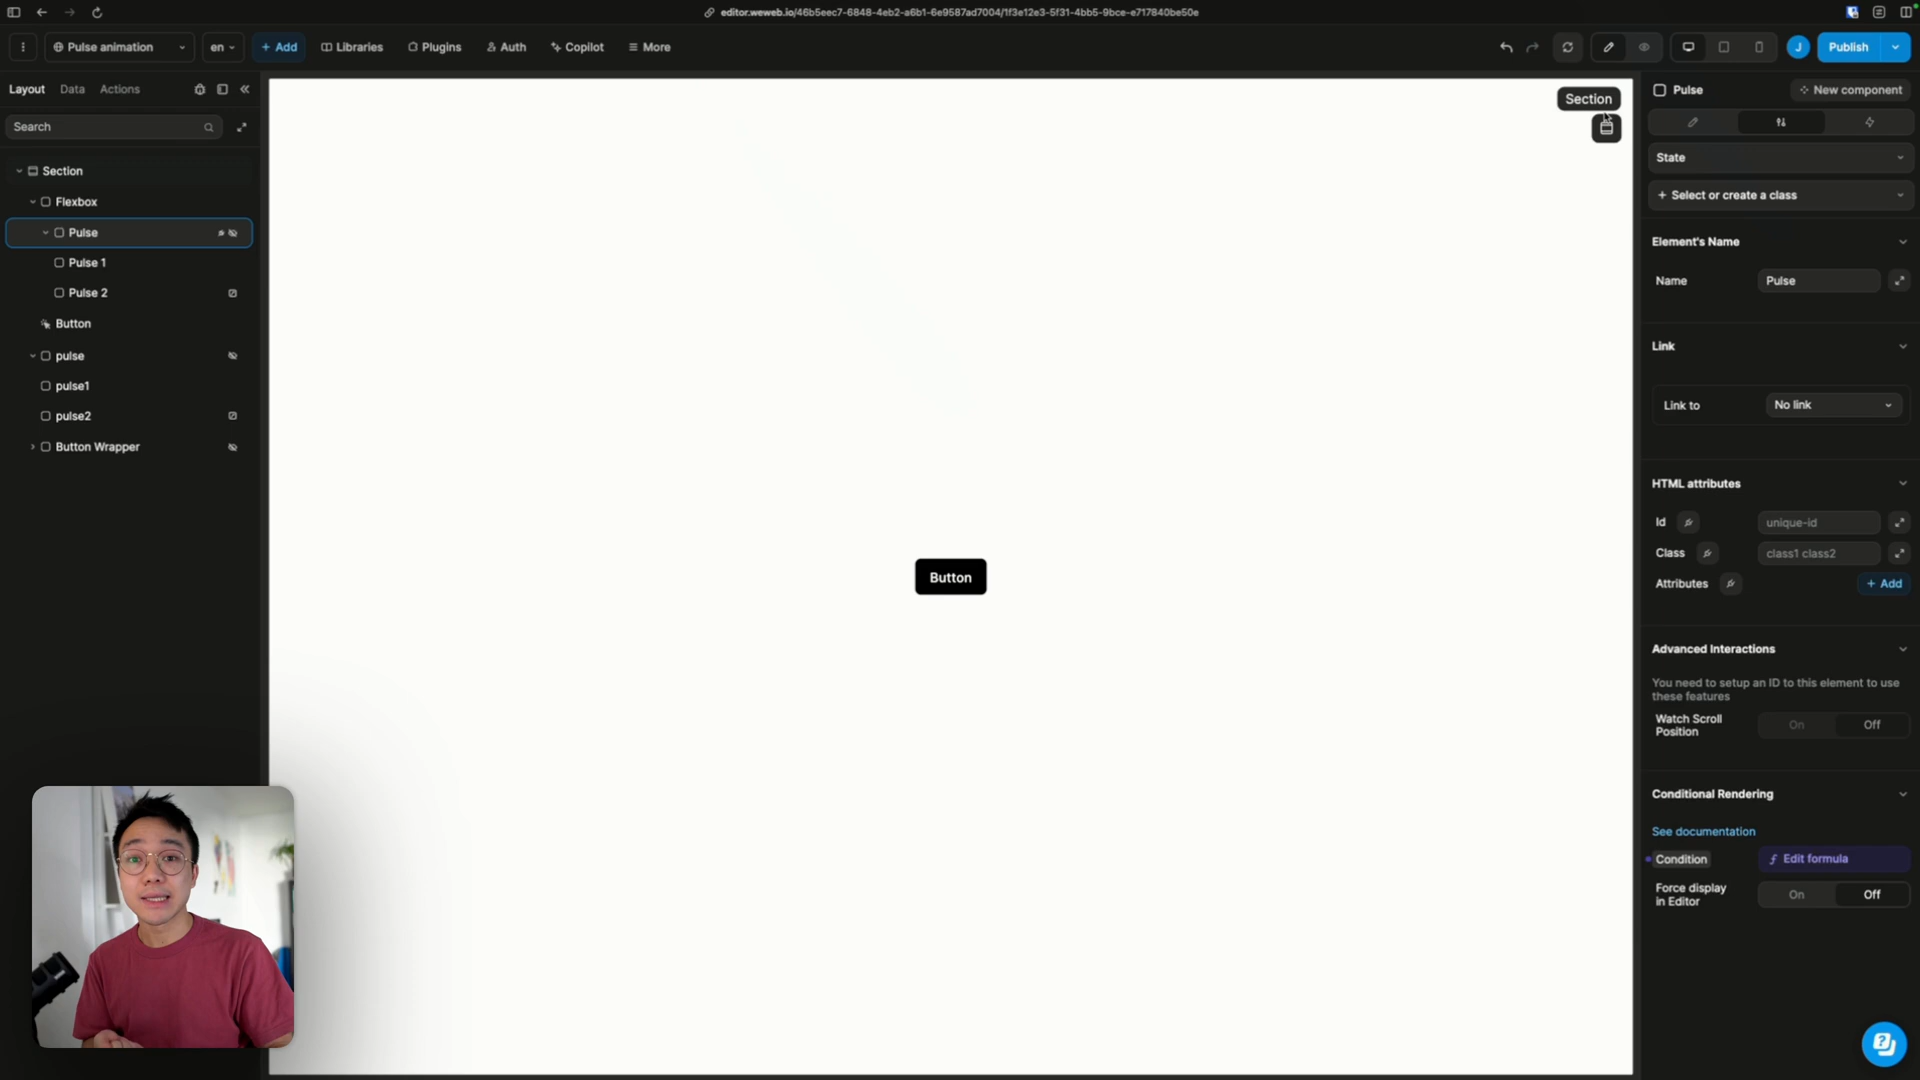 editor.weweb.io/46b5eec7-6848-4eb2-a6b1-6e9587ad7004/1f3e12e3-5f31-4bb5-9bce-e717840be50e
Pulse animation
en
+ Add
Libraries
Plugins
Auth
Copilot
More
J
Publish
Layout
Data
Actions
Search
Section
Flexbox
Pulse
Pulse 1
Pulse 2
Button
pulse
pulse1
pulse2
Button Wrapper
Section
Button
Pulse
New component
State
+ Select or create a class
Element's Name
Name
Pulse
Link
Link to
No link
HTML attributes
Id
unique-id
Class
class1 class2
Attributes
+ Add
Advanced Interactions
You need to setup an ID to this element to use
these features
Watch Scroll
Position
On
Off
Conditional Rendering
See documentation
Condition
Edit formula
Force display
in Editor
On
Off